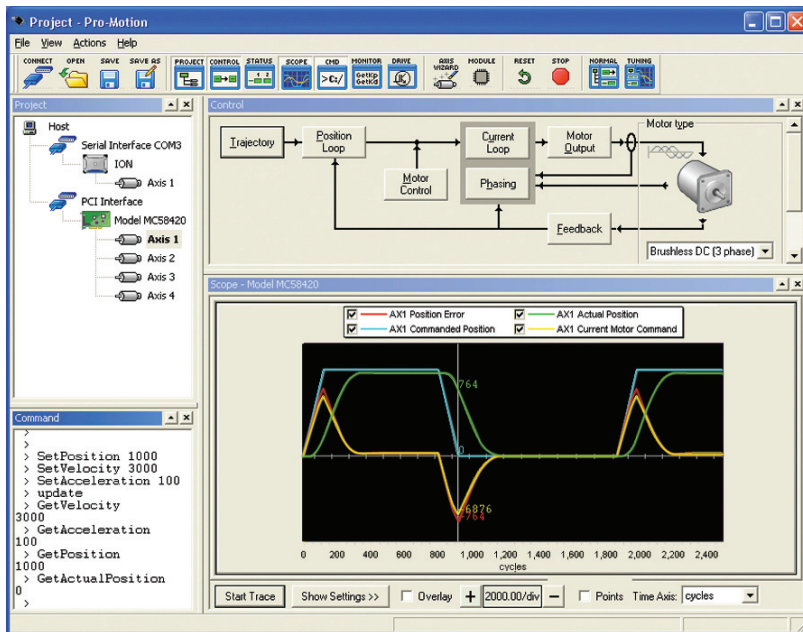 Project - Pro-Motion
File View Actions Help
CONNECT OPEN SAVE SAVE AS PROJECT CONTROL STATUS SCOPE CMD MONITOR DRIVE AXIS WIZARD MODULE RESET STOP NORMAL TUNING
>C:/ GetKp GetKd
Project
Host
Serial Interface COM3
ION
Axis 1
PCI Interface
Model MC58420
Axis 1
Axis 2
Axis 3
Axis 4
Control
Trajectory
Position Loop
Motor Control
Current Loop
Phasing
Motor Output
Feedback
Motor type
Brushless DC (3 phase)
Scope - Model MC58420
AX1 Position Error
AX1 Actual Position
AX1 Commanded Position
AX1 Current Motor Command
764
0
-6876
-764
0 200 400 600 800 1,000 1,200 1,400 1,600 1,800 2,000 2,200 2,400
cycles
Start Trace Show Settings >> Overlay + 2000.00/div - Points Time Axis: cycles
Command
>
>
> SetPosition 1000
> SetVelocity 3000
> SetAcceleration 100
> update
> GetVelocity
3000
> GetAcceleration
100
> GetPosition
1000
> GetActualPosition
0
>